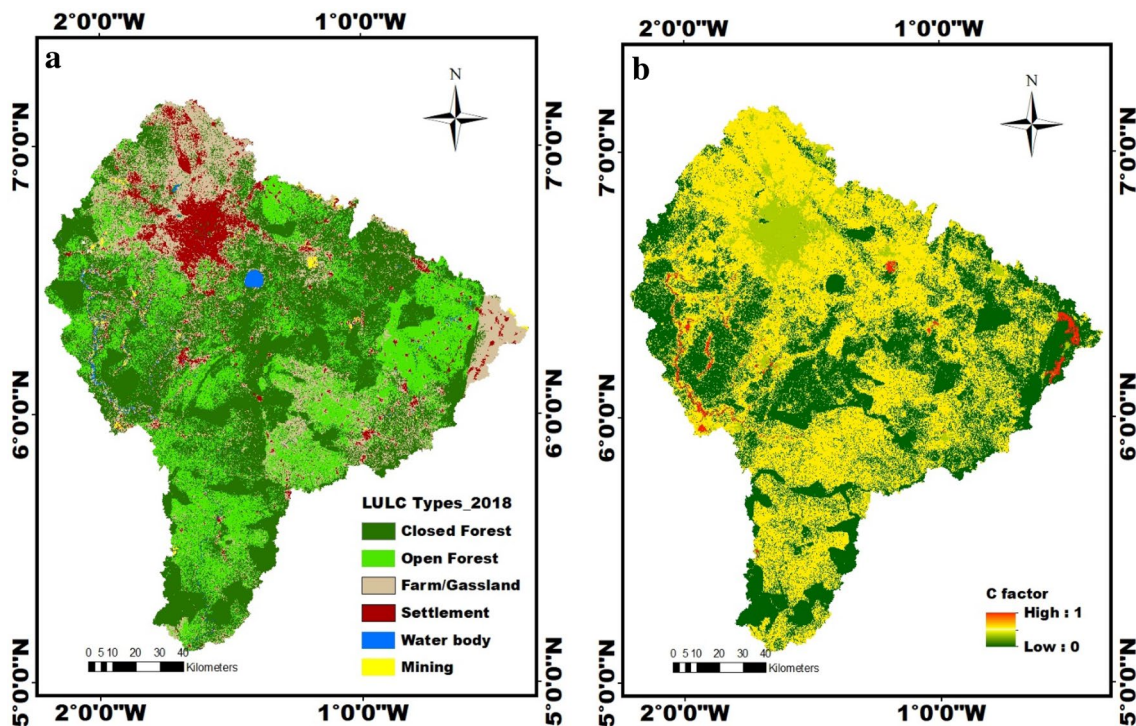 2°0'0"W 1°0'0"W
a
N
7°0'0"N
7°0'0"N
6°0'0"N
6°0'0"N
5°0'0"N
LULC Types_2018
Closed Forest
Open Forest
Farm/Gassland
Settlement
Water body
Mining
0 5 10 20 30 40
Kilometers
2°0'0"W 1°0'0"W
2°0'0"W 1°0'0"W
b
N
7°0'0"N
7°0'0"N
6°0'0"N
6°0'0"N
5°0'0"N
5°0'0"N
C factor
High : 1
Low : 0
0 5 10 20 30 40
Kilometers
2°0'0"W 1°0'0"W